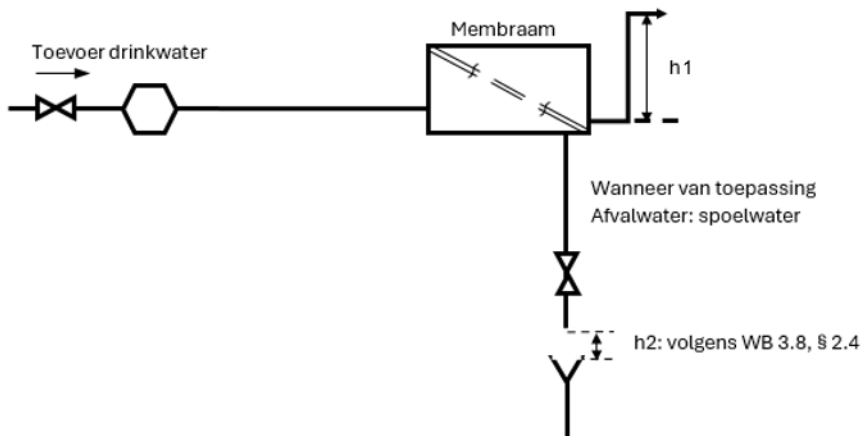 Toevoer drinkwater
Membraam
h1
Wanneer van toepassing
Afvalwater: spoelwater
h2: volgens WB 3.8, § 2.4